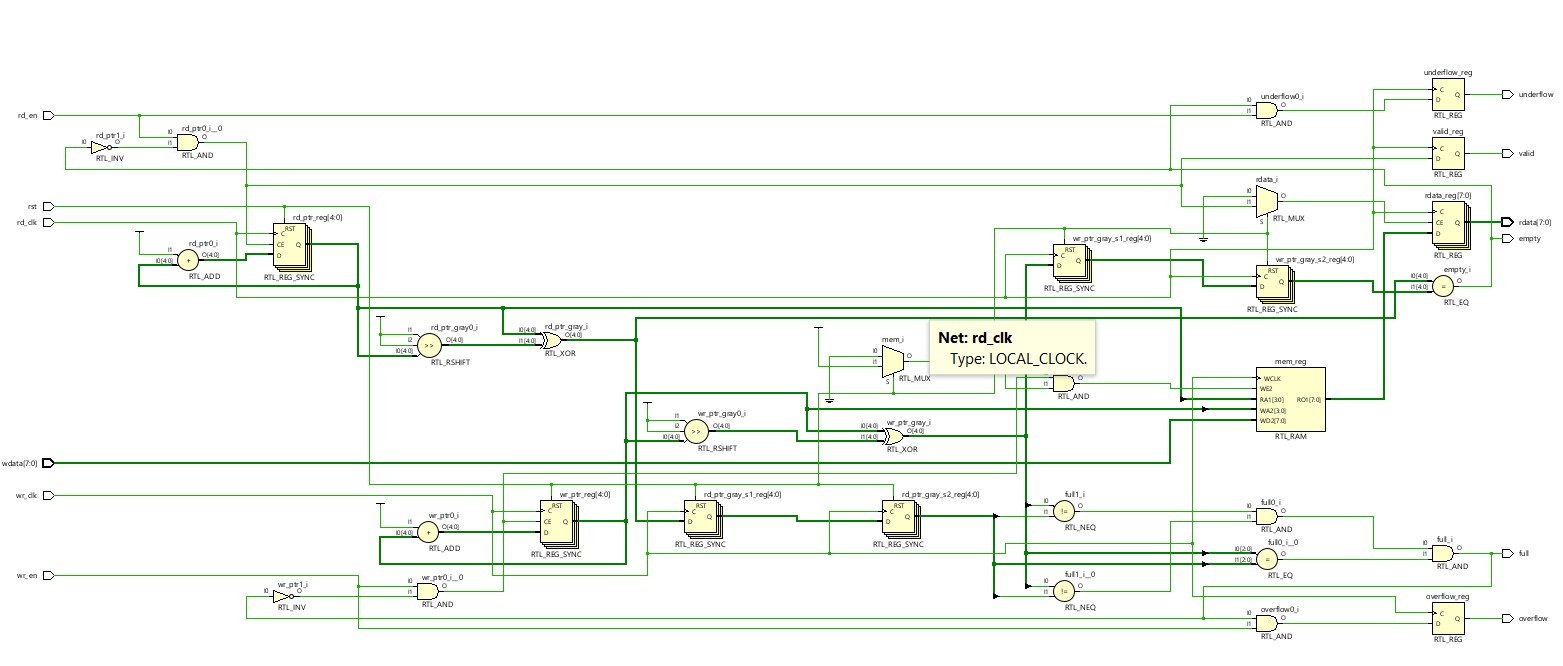 underflow_reg
C
Q
D
RTL_REG
underflow
underflow0_i
I0
I1
O
RTL_AND
rd_en
rd_ptr1_i
I0
O
RTL_INV
rd_ptr0_i__0
I0
I1
O
RTL_AND
valid_reg
C
Q
D
RTL_REG
valid
rdata_i
I0
I1
O
S
RTL_MUX
rdata_reg[7:0]
C
CE
Q
D
RTL_REG
rdata[7:0]
empty
rst
rd_clk
rd_ptr_reg[4:0]
RST
C
CE
Q
D
RTL_REG_SYNC
rd_ptr0_i
I1
I0[4:0]
+
O[4:0]
RTL_ADD
wr_ptr_gray_s1_reg[4:0]
RST
C
Q
D
RTL_REG_SYNC
wr_ptr_gray_s2_reg[4:0]
RST
C
Q
D
RTL_REG_SYNC
empty_i
I0[4:0]
I1[4:0]
=
O
RTL_EQ
rd_ptr_gray0_i
I1
I2
I0[4:0]
>>
O[4:0]
RTL_RSHIFT
rd_ptr_gray_i
I0[4:0]
I1[4:0]
O[4:0]
RTL_XOR
Net: rd_clk
Type: LOCAL_CLOCK.
mem_i
I0
I1
O
S
RTL_MUX
I1
O
RTL_AND
mem_reg
WCLK
WE2
RA1[3:0]
RO1[7:0]
WA2[3:0]
WD2[7:0]
RTL_RAM
wr_ptr_gray0_i
I1
I2
I0[4:0]
>>
O[4:0]
RTL_RSHIFT
wr_ptr_gray_i
I0[4:0]
I1[4:0]
O[4:0]
RTL_XOR
wdata[7:0]
wr_clk
wr_ptr_reg[4:0]
RST
C
CE
Q
D
RTL_REG_SYNC
rd_ptr_gray_s1_reg[4:0]
RST
C
Q
D
RTL_REG_SYNC
rd_ptr_gray_s2_reg[4:0]
RST
C
Q
D
RTL_REG_SYNC
wr_ptr0_i
I1
I0[4:0]
+
O[4:0]
RTL_ADD
full1_i
I0
I1
!=
O
RTL_NEQ
full0_i
I0
I1
O
RTL_AND
full0_i__0
I0[2:0]
I1[2:0]
=
O
RTL_EQ
full_i
I0
I1
O
RTL_AND
full
wr_en
wr_ptr1_i
I0
O
RTL_INV
wr_ptr0_i__0
I0
I1
O
RTL_AND
full1_i__0
I0
I1
!=
O
RTL_NEQ
overflow0_i
I0
I1
O
RTL_AND
overflow_reg
C
Q
D
RTL_REG
overflow